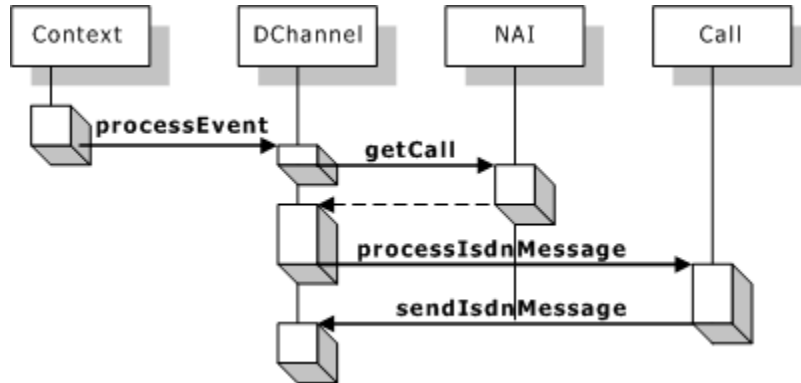 Context
DChannel
NAI
Call
processEvent
getCall
processIsdnMessage
sendIsdnMessage